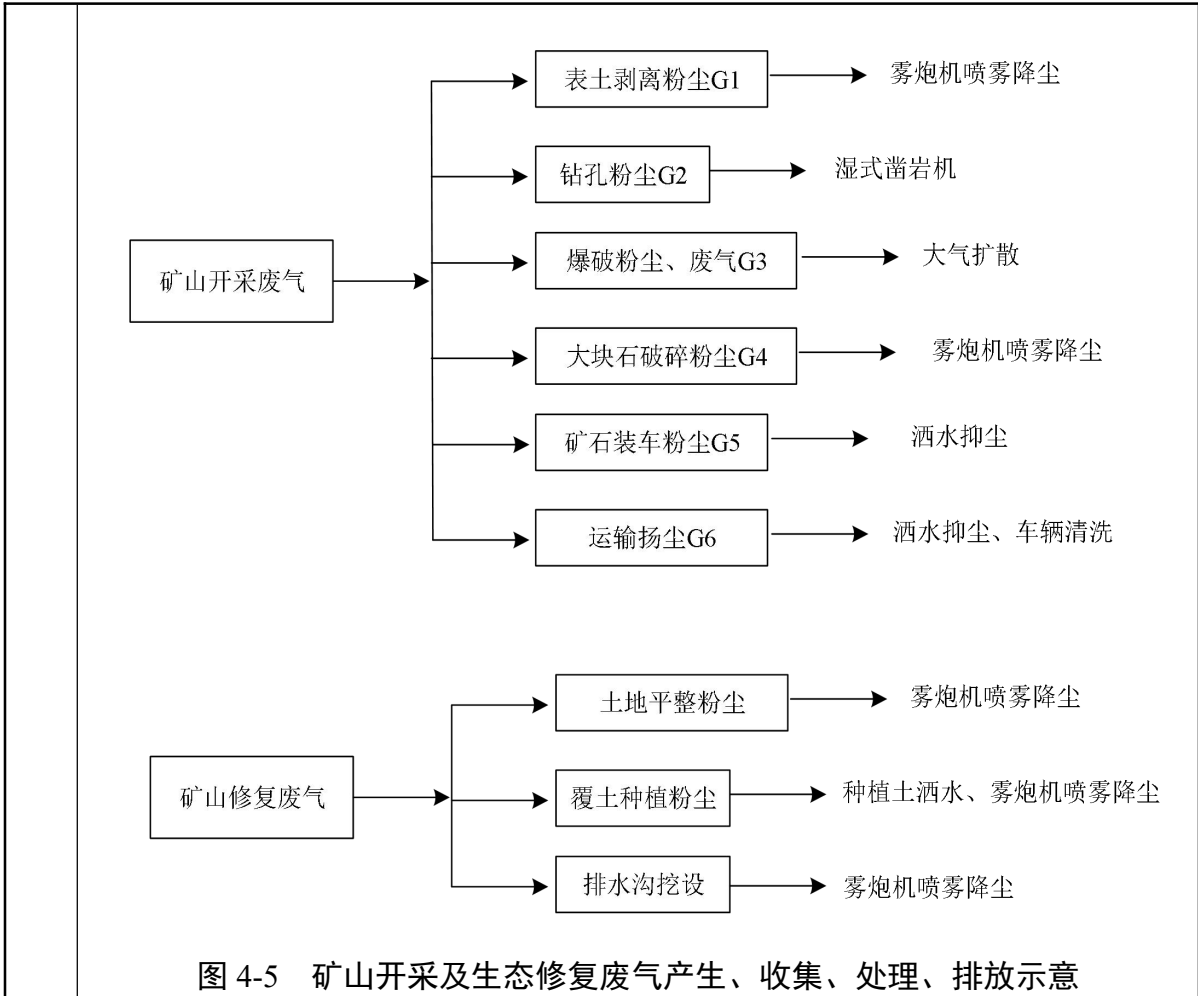 表土剥离粉尘G1
雾炮机喷雾降尘
钻孔粉尘G2
湿式凿岩机
矿山开采废气
爆破粉尘、废气G3
大气扩散
大块石破碎粉尘G4
雾炮机喷雾降尘
矿石装车粉尘G5
洒水抑尘
运输扬尘G6
洒水抑尘、车辆清洗
土地平整粉尘
雾炮机喷雾降尘
矿山修复废气
覆土种植粉尘
种植土洒水、雾炮机喷雾降尘
排水沟挖设
雾炮机喷雾降尘
图 4-5 矿山开采及生态修复废气产生、收集、处理、排放示意